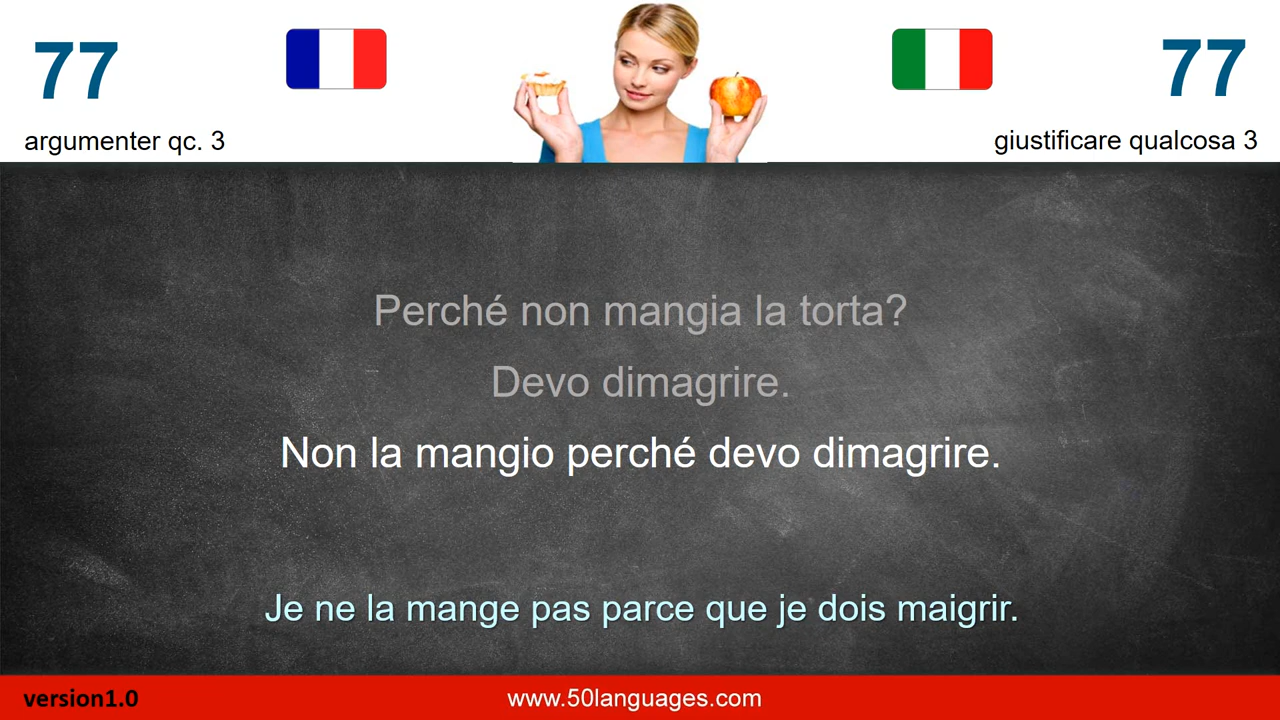 77
77
argumenter qc. 3
giustificare qualcosa 3
Perché non mangia la torta?
Devo dimagrire.
Non la mangio perché devo dimagrire.
Je ne la mange pas parce que je dois maigrir.
version1.0
www.50languages.com